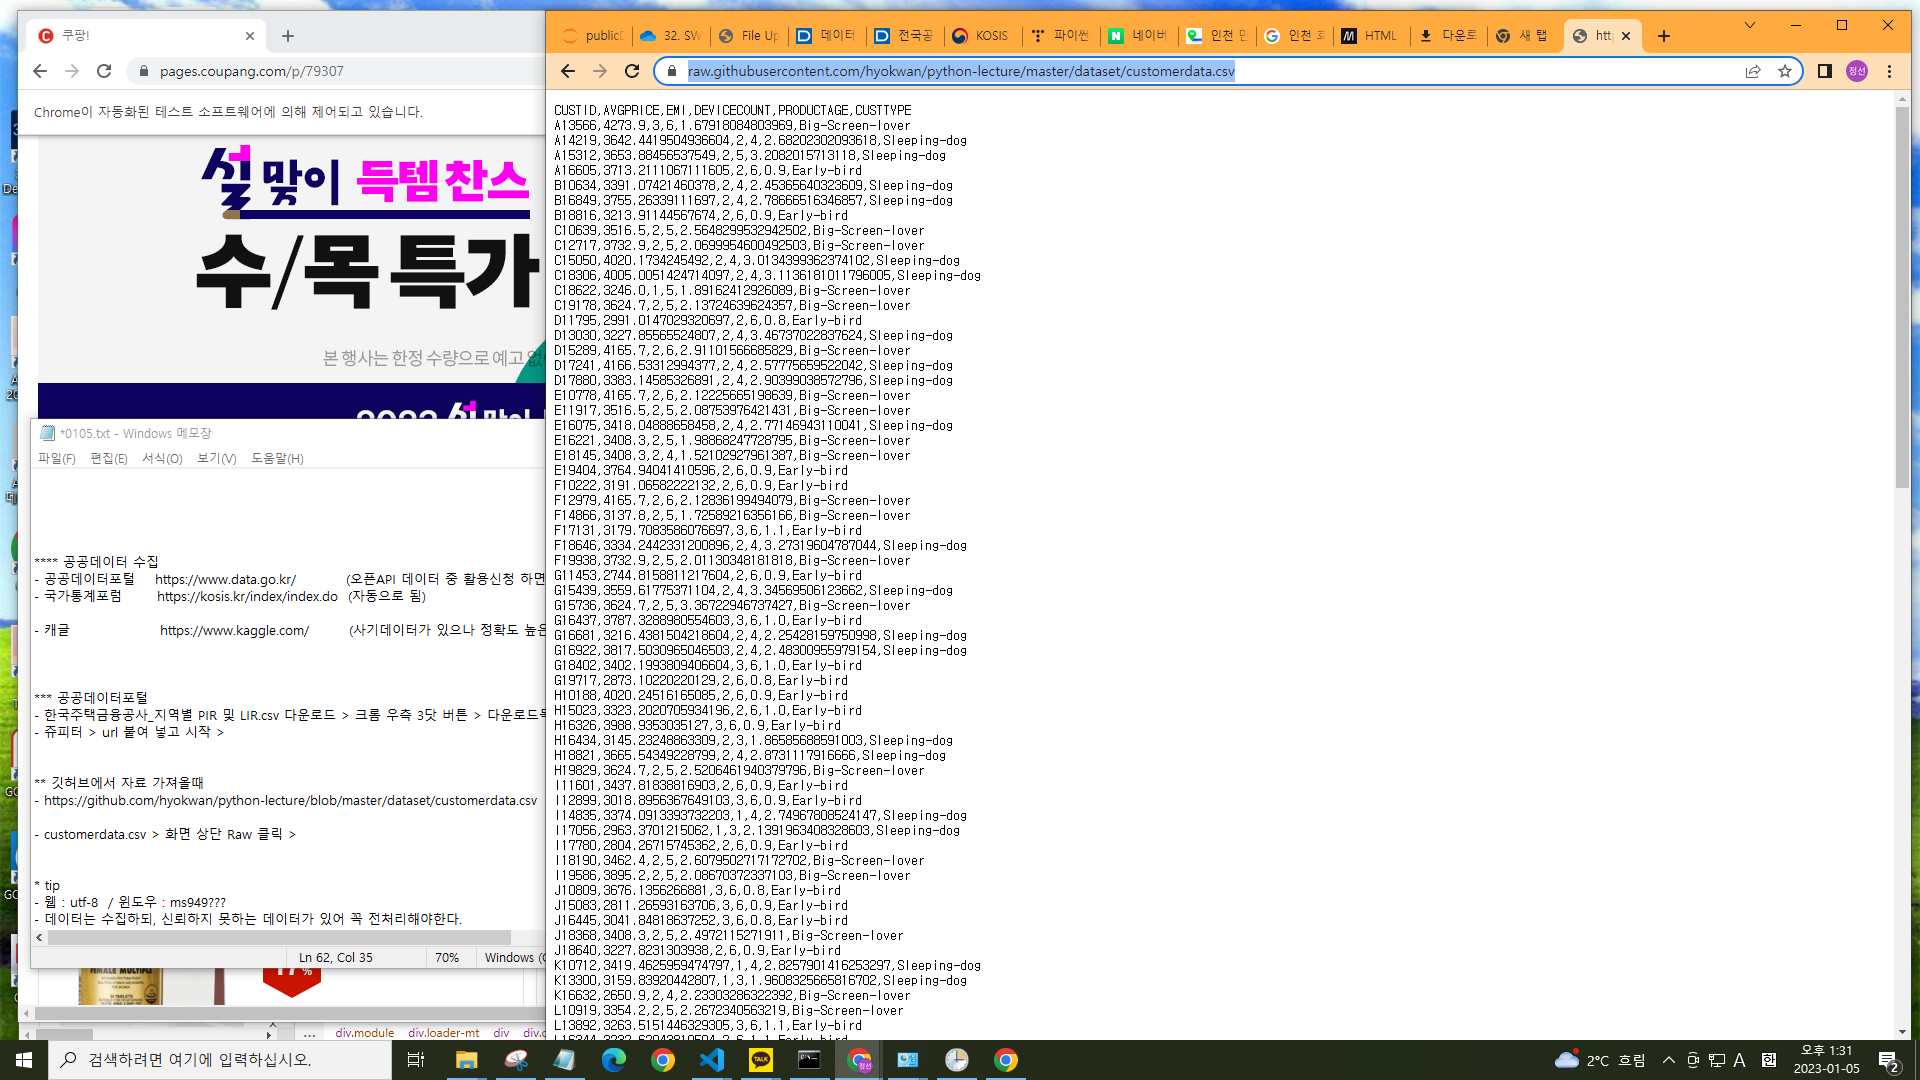 쿠팡!
pages.coupang.com/p/79307
Chrome이 자동화된 테스트 소프트웨어에 의해 제어되고 있습니다.
설 맞이 득템 찬스
수/목 특가
본 행사는 한정 수량으로 예고 없
*0105.txt - Windows 메모장
파일(F) 편집(E) 서식(O) 보기(V) 도움말(H)
**** 공공데이터 수집
- 공공데이터포털 https://www.data.go.kr/ (오픈API 데이터 중 활용신청 하면
- 국가통계포럼 https://kosis.kr/index/index.do (자동으로 됨)
- 캐글 https://www.kaggle.com/ (사기데이터가 있으나 정확도 높은
*** 공공데이터포털
- 한국주택금융공사_지역별 PIR 및 LIR.csv 다운로드 > 크롬 우측 3닷 버튼 > 다운로드
- 쥬피터 > url 붙여 넣고 시작 >
** 깃허브에서 자료 가져올때
- https://github.com/hyokwan/python-lecture/blob/master/dataset/customerdata.csv
- customerdata.csv > 화면 상단 Raw 클릭 >
* tip
- 웹 : utf-8 / 윈도우 : ms949???
- 데이터는 수집하되, 신뢰하지 못하는 데이터가 있어 꼭 전처리해야한다.
Ln 62, Col 35 70% Windows (C
FEMALE MULTIPLE
17%
... div.module div.loader-mt div div.c
publicD 32. SW File Up 데이터 전국공 KOSIS 파이썬 네이버 인천 맛 인천 HTML 다운로 새 탭 http
raw.githubusercontent.com/hyokwan/python-lecture/master/dataset/customerdata.csv
정선
CUSTID,AVGPRICE,EMI,DEVICECOUNT,PRODUCTAGE,CUSTTYPE
A13566,4273.9,3,6,1.67918084803969,Big-Screen-lover
A14219,3642.4419504936604,2,4,2.68202302093618,Sleeping-dog
A15312,3653.88456537549,2,5,3.2082015713118,Sleeping-dog
A16605,3713.2111067111605,2,6,0.9,Early-bird
B10634,3391.07421460378,2,4,2.45365640323609,Sleeping-dog
B16849,3755.26339111697,2,4,2.78666516346857,Sleeping-dog
B18816,3213.91144567674,2,6,0.9,Early-bird
C10639,3516.5,2,5,2.5648299532942502,Big-Screen-lover
C12717,3732.9,2,5,2.0699954600492503,Big-Screen-lover
C15050,4020.1734245492,2,4,3.0134399362374102,Sleeping-dog
C18306,4005.0051424714097,2,4,3.1136181011796005,Sleeping-dog
C18622,3246.0,1,5,1.89162412926089,Big-Screen-lover
C19178,3624.7,2,5,2.13724639624357,Big-Screen-lover
D11795,2991.0147029320697,2,6,0.8,Early-bird
D13030,3227.85565524807,2,4,3.46737022837624,Sleeping-dog
D15289,4165.7,2,6,2.91101566685829,Big-Screen-lover
D17241,4166.53312994377,2,4,2.57775659522042,Sleeping-dog
D17880,3383.14585326891,2,4,2.90399038572796,Sleeping-dog
E10778,4165.7,2,6,2.12225665198639,Big-Screen-lover
E11917,3516.5,2,5,2.08753976421431,Big-Screen-lover
E16075,3418.04888658458,2,4,2.77146943110041,Sleeping-dog
E16221,3408.3,2,5,1.98868247728795,Big-Screen-lover
E18145,3408.3,2,4,1.52102927961387,Big-Screen-lover
E19404,3764.94041410596,2,6,0.9,Early-bird
F10222,3191.06582222132,2,6,0.9,Early-bird
F12979,4165.7,2,6,2.12836199494079,Big-Screen-lover
F14866,3137.8,2,5,1.72589216356166,Big-Screen-lover
F17131,3179.7083586076697,3,6,1.1,Early-bird
F18646,3334.2442331200896,2,4,3.27319604787044,Sleeping-dog
F19938,3732.9,2,5,2.01130348181818,Big-Screen-lover
G11453,2744.8158811217604,2,6,0.9,Early-bird
G15439,3559.61775371104,2,4,3.34569506123662,Sleeping-dog
G15736,3624.7,2,5,3.36722946737427,Big-Screen-lover
G16437,3787.3288980554603,3,6,1.0,Early-bird
G16681,3216.4381504218604,2,4,2.25428159750998,Sleeping-dog
G16922,3817.5030965046503,2,4,2.48300955979154,Sleeping-dog
G18402,3402.1993809406604,3,6,1.0,Early-bird
G19717,2873.10220220129,2,6,0.8,Early-bird
H10188,4020.24516165085,2,6,0.9,Early-bird
H15023,3323.2020705934196,2,6,1.0,Early-bird
H16326,3988.9353035127,3,6,0.9,Early-bird
H16434,3145.23248863309,2,3,1.86585688591003,Sleeping-dog
H18821,3665.54349228799,2,4,2.8731117916666,Sleeping-dog
H19829,3624.7,2,5,2.5206461940379796,Big-Screen-lover
I11601,3437.81838816903,2,6,0.9,Early-bird
I12899,3018.8956367649103,3,6,0.9,Early-bird
I14835,3374.0913393732203,1,4,2.74967808524147,Sleeping-dog
I17056,2963.3701215062,1,3,2.1391963408328603,Sleeping-dog
I17780,2804.26715745362,2,6,0.9,Early-bird
I18190,3462.4,2,5,2.6079502717172702,Big-Screen-lover
I19586,3895.2,2,5,2.08670372337103,Big-Screen-lover
J10809,3676.1356266881,3,6,0.8,Early-bird
J15083,2811.26593163706,3,6,0.9,Early-bird
J16445,3041.84818637252,3,6,0.8,Early-bird
J18368,3408.3,2,5,2.4972115271911,Big-Screen-lover
J18640,3227.8231303938,2,6,0.9,Early-bird
K10712,3419.4625959474797,1,4,2.8257901416253297,Sleeping-dog
K13300,3159.83920442807,1,3,1.9608325665816702,Sleeping-dog
K16632,2650.9,2,4,2.23303286322392,Big-Screen-lover
L10919,3354.2,2,5,2.2672340563219,Big-Screen-lover
L13892,3263.5151446329305,3,6,1.1,Early-bird
검색하려면 여기에 입력하십시오.
TALK
2°C 흐림
A
한
오후 1:31
2023-01-05
2